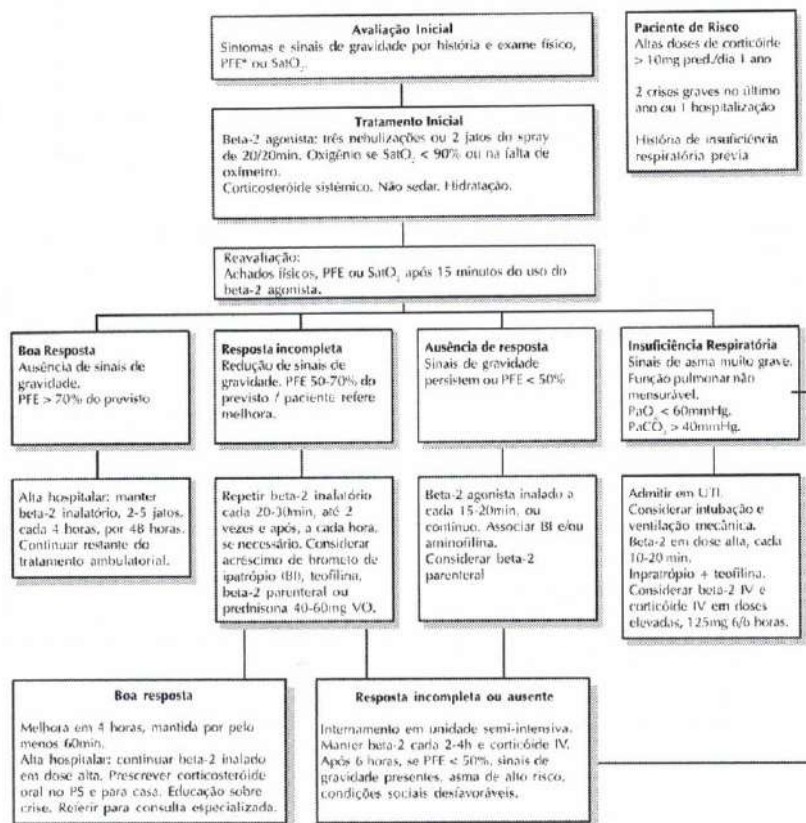 Avaliação Inicial
Sintomas e sinais de gravidade por história e exame físico,
PFE* ou SatO2.
Paciente de Risco
Altas doses de corticóide
> 10mg pred./dia 1 ano
2 crises graves no último
ano ou 1 hospitalização
História de insuficiência
respiratória prévia
Tratamento Inicial
Beta-2 agonista: três nebulizações ou 2 jatos do spray
de 20/20min. Oxigênio se SatO2 < 90% ou na falta de
oxímetro.
Corticosteróide sistêmico. Não sedar. Hidratação.
Reavaliação:
Achados físicos, PFE ou SatO2 após 15 minutos do uso do
beta-2 agonista.
Boa Resposta
Ausência de sinais de
gravidade.
PFE > 70% do previsto
Resposta incompleta
Redução de sinais de
gravidade. PFE 50-70% do
previsto / paciente refere
melhora.
Ausência de resposta
Sinais de gravidade
persistem ou PFE < 50%
Insuficiência Respiratória
Sinais de asma muito grave.
Função pulmonar não
mensurável.
PaO2 < 60mmHg.
PaCO2 > 40mmHg.
Alta hospitalar: manter
beta-2 inalatório, 2-5 jatos,
cada 4 horas, por 48 horas.
Continuar restante do
tratamento ambulatorial.
Repetir beta-2 inalatório
cada 20-30min, até 2
vezes e após, a cada hora,
se necessário. Considerar
acréscimo de brometo de
ipatrópio (BI), teofilina,
beta-2 parenteral ou
prednisona 40-60mg VO.
Beta-2 agonista inalado a
cada 15-20min, ou
contínuo. Associar BI e/ou
aminofilina.
Considerar beta-2
parenteral
Admitir em UTI.
Considerar intubação e
ventilação mecânica.
Beta-2 em dose alta, cada
10-20 min.
Inpratrópio + teofilina.
Considerar beta-2 IV e
corticóide IV em doses
elevadas, 125mg 6/6 horas.
Boa resposta
Melhora em 4 horas, mantida por pelo
menos 60min.
Alta hospitalar: continuar beta-2 inalado
em dose alta. Prescrever corticosteróide
oral no PS e para casa. Educação sobre
crise. Referir para consulta especializada.
Resposta incompleta ou ausente
Internamento em unidade semi-intensiva.
Manter beta-2 cada 2-4h e corticóide IV.
Após 6 horas, se PFE < 50%, sinais de
gravidade presentes, asma de alto risco,
condições sociais desfavoráveis.